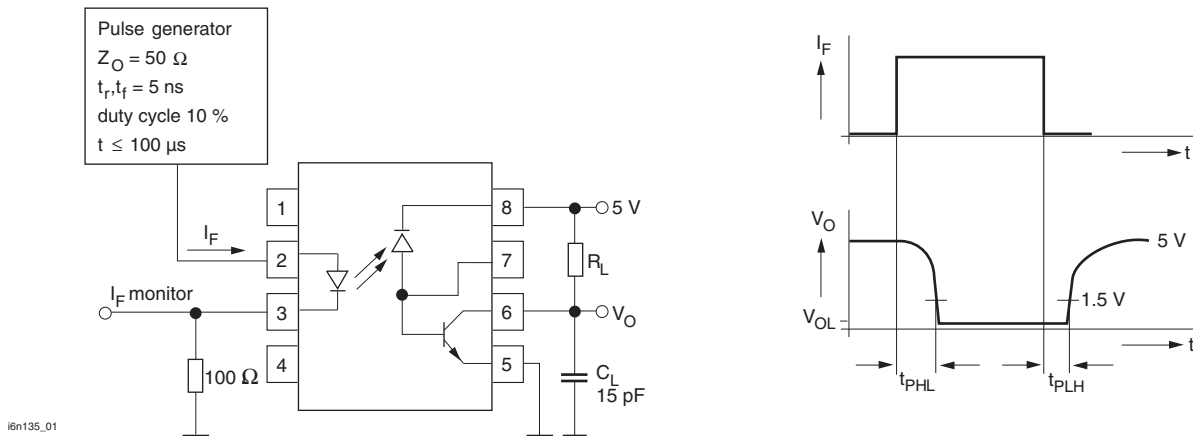 Pulse generator
Z_O = 50 Ω
t_r,t_f = 5 ns
duty cycle 10 %
t ≤ 100 µs
I_F
I_F monitor
100 Ω
1
2
3
4
8
7
6
5
5 V
R_L
V_O
C_L
15 pF
i6n135_01
I_F
t
V_O
5 V
1.5 V
V_OL
t
t_PHL
t_PLH